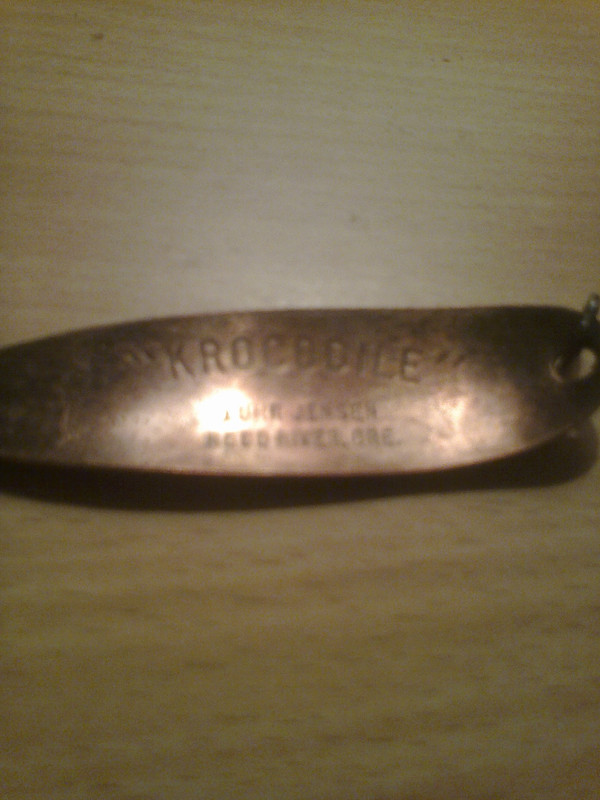 "KROCODILE"
LUHR JENSEN
HOOD RIVER, ORE.